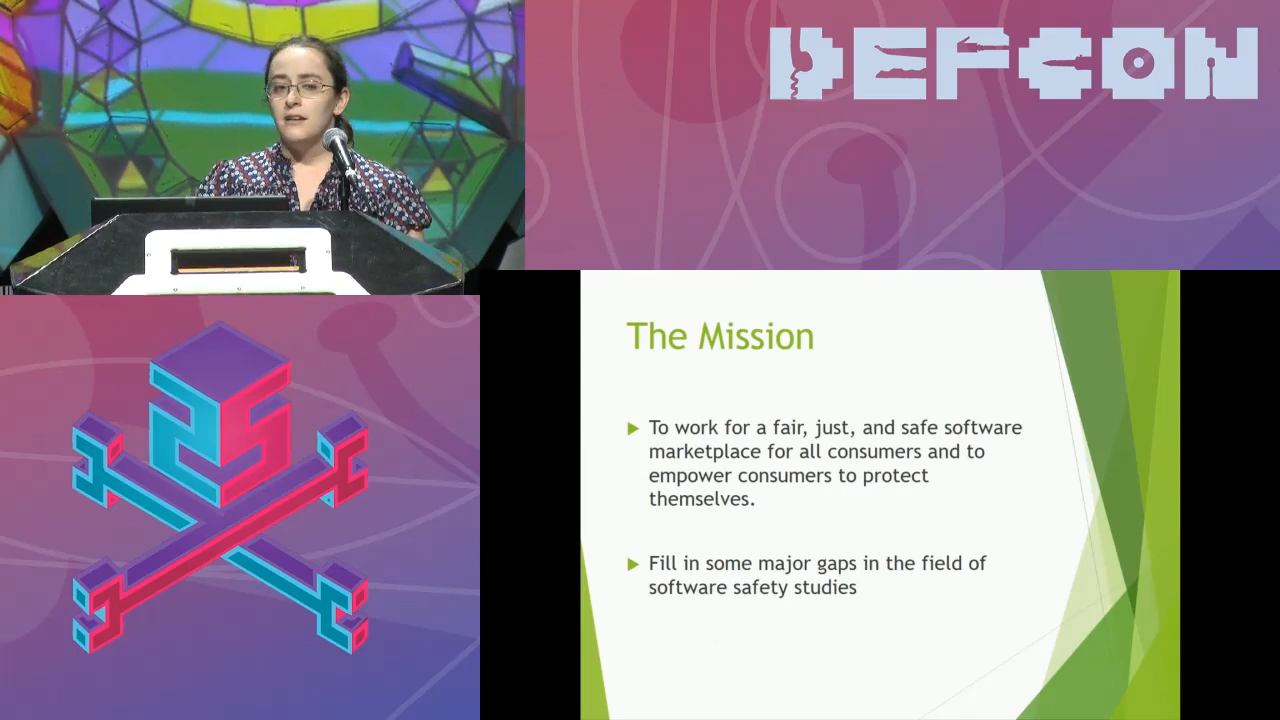 DEFCON
The Mission
To work for a fair, just, and safe software
marketplace for all consumers and to
empower consumers to protect
themselves.
Fill in some major gaps in the field of
software safety studies